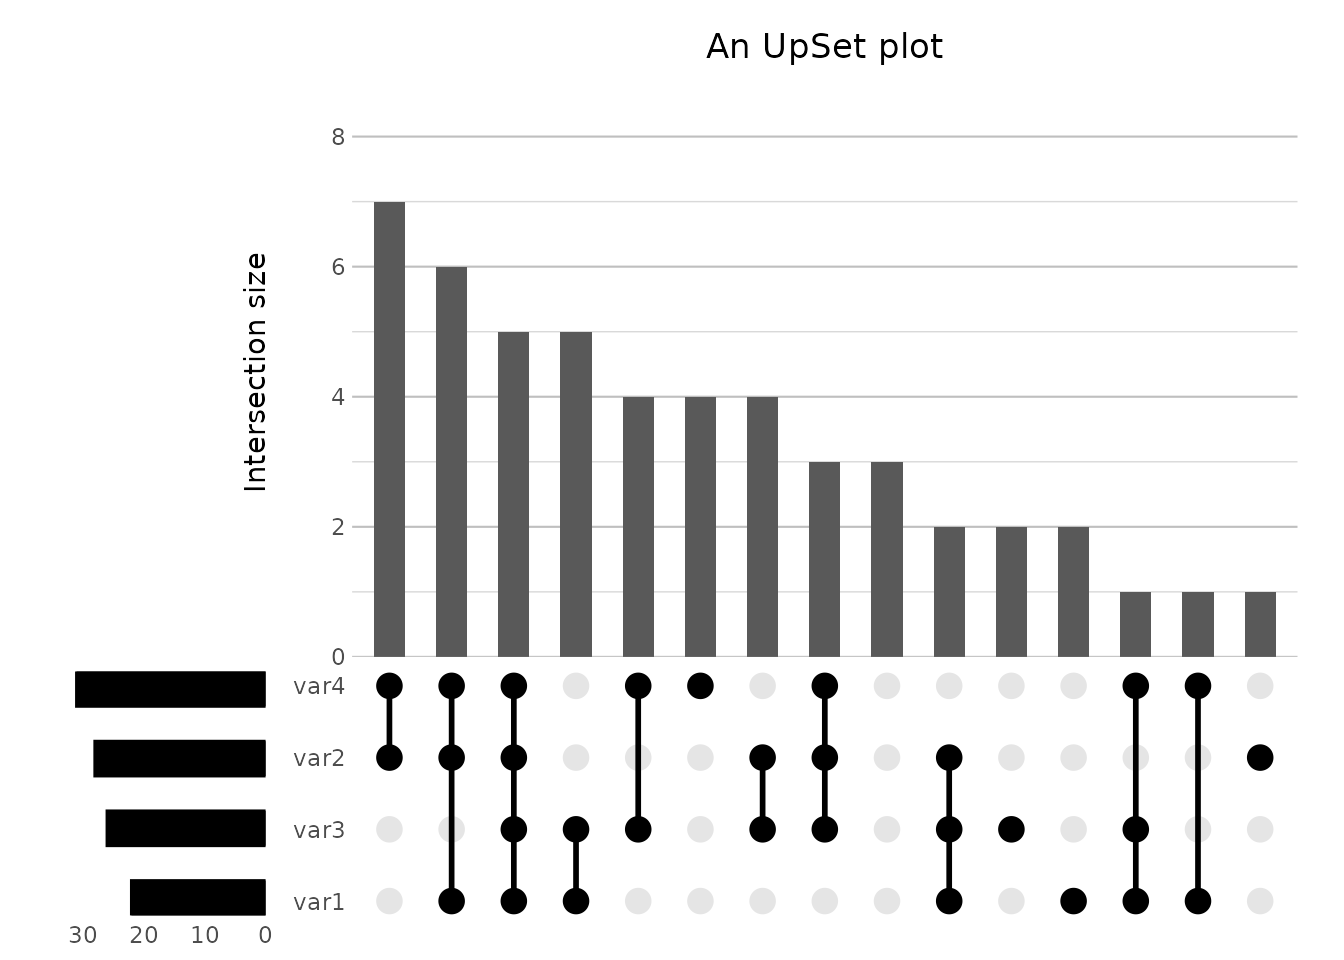 An UpSet plot
8
6
4
2
0
Intersection size
var4
var2
var3
var1
30 20 10 0